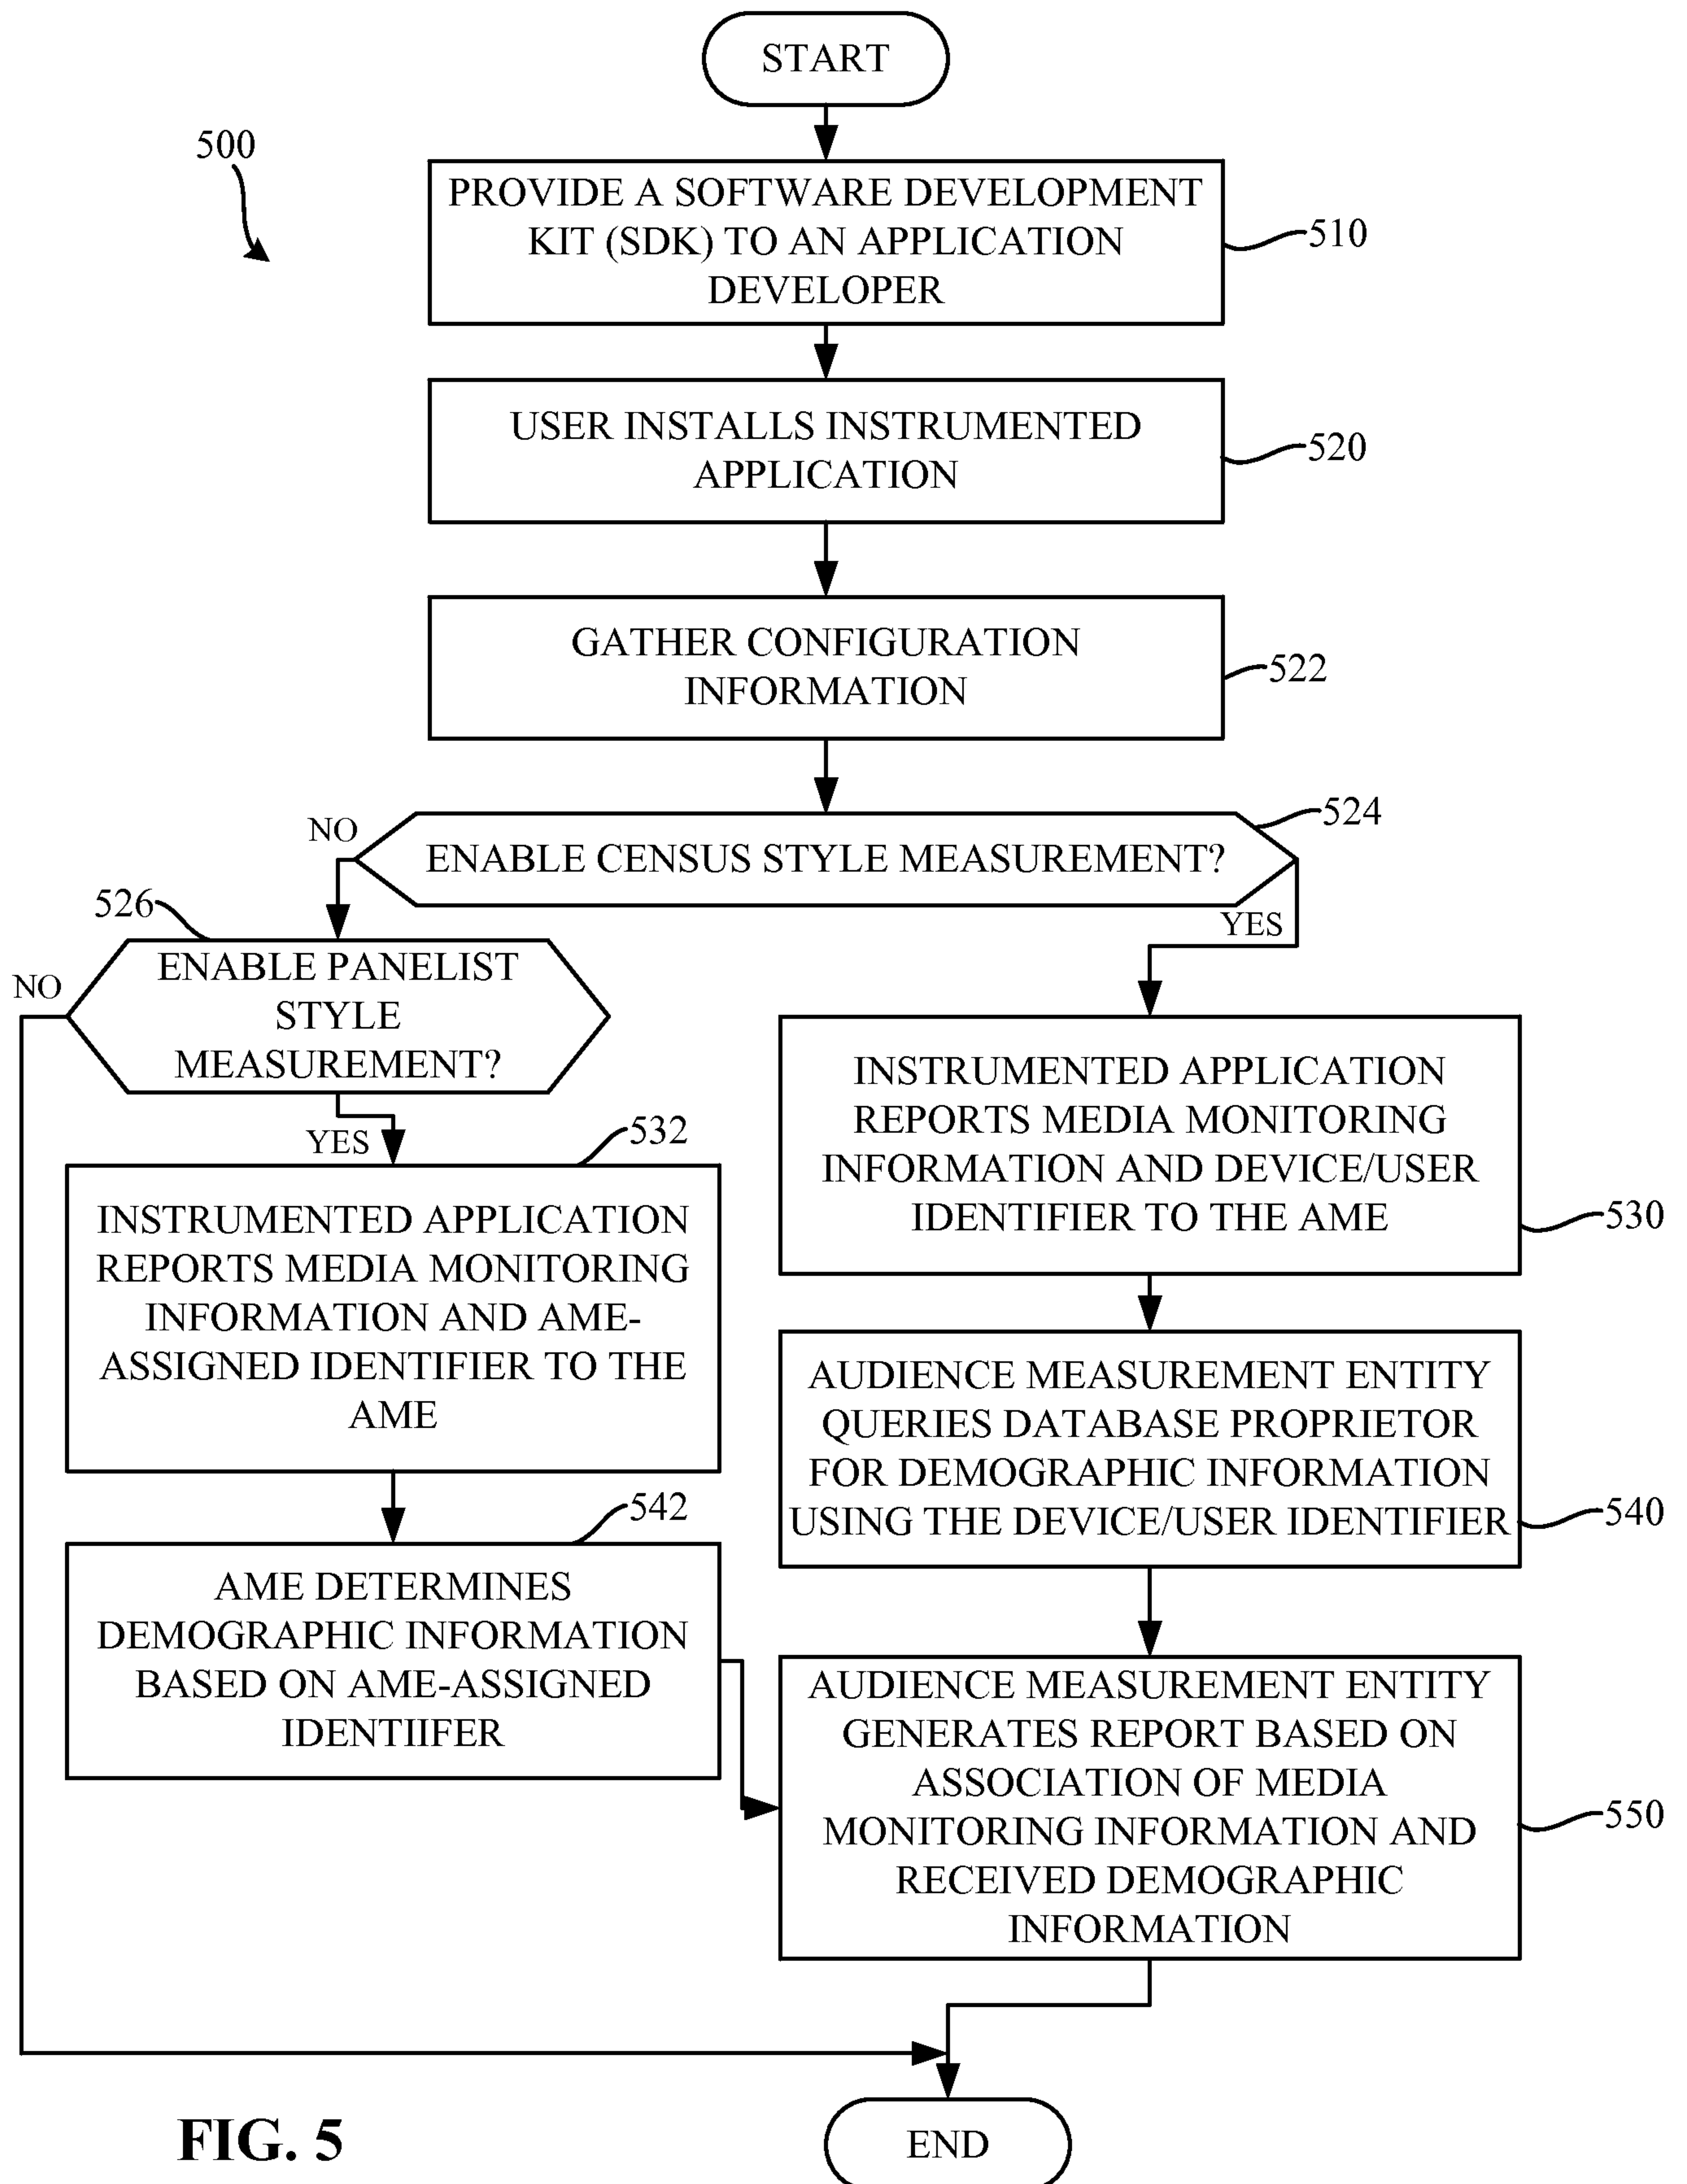 START
500
PROVIDE A SOFTWARE DEVELOPMENT
KIT (SDK) TO AN APPLICATION
DEVELOPER
510
USER INSTALLS INSTRUMENTED
APPLICATION
520
GATHER CONFIGURATION
INFORMATION
522
ENABLE CENSUS STYLE MEASUREMENT?
524
NO
YES
526
ENABLE PANELIST
STYLE
MEASUREMENT?
NO
YES
532
INSTRUMENTED APPLICATION
REPORTS MEDIA MONITORING
INFORMATION AND AME-
ASSIGNED IDENTIFIER TO THE
AME
542
AME DETERMINES
DEMOGRAPHIC INFORMATION
BASED ON AME-ASSIGNED
IDENTIIFER
INSTRUMENTED APPLICATION
REPORTS MEDIA MONITORING
INFORMATION AND DEVICE/USER
IDENTIFIER TO THE AME
530
AUDIENCE MEASUREMENT ENTITY
QUERIES DATABASE PROPRIETOR
FOR DEMOGRAPHIC INFORMATION
USING THE DEVICE/USER IDENTIFIER
540
AUDIENCE MEASUREMENT ENTITY
GENERATES REPORT BASED ON
ASSOCIATION OF MEDIA
MONITORING INFORMATION AND
RECEIVED DEMOGRAPHIC
INFORMATION
550
END
FIG. 5